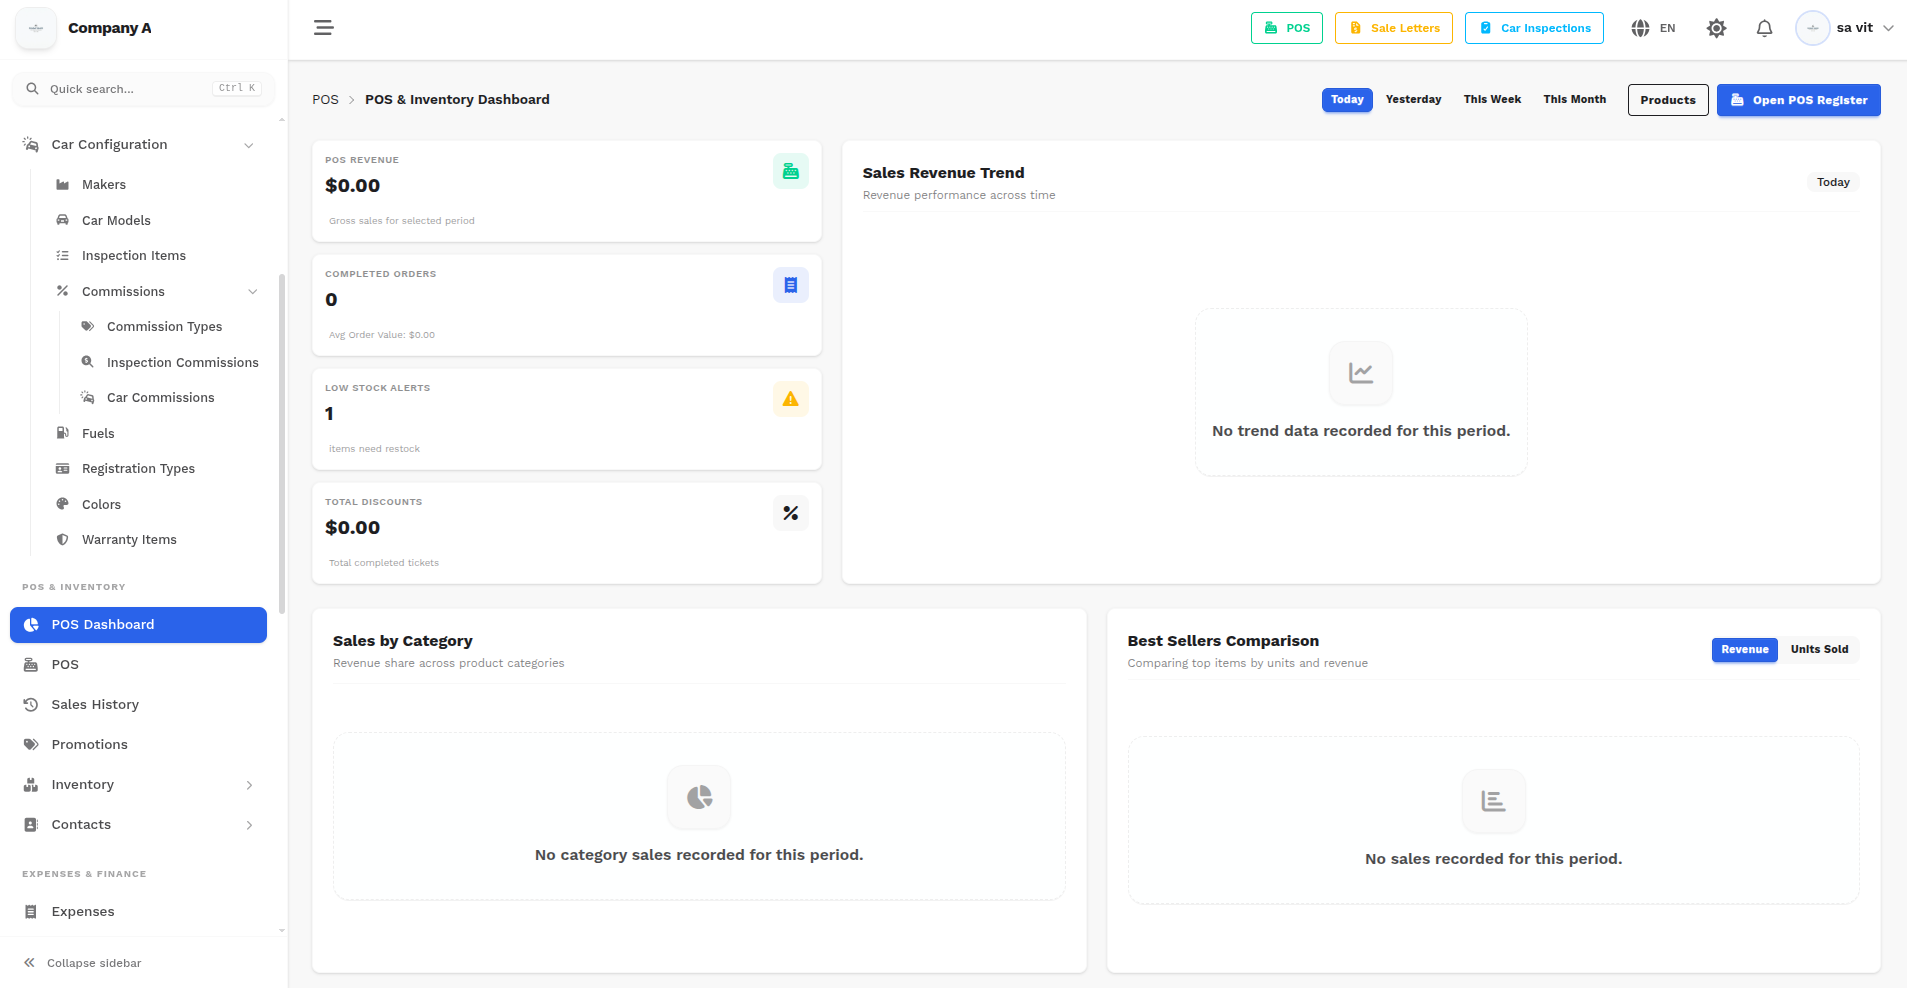 Company A
Quick search...
Ctrl K
Car Configuration
Makers
Car Models
Inspection Items
Commissions
Commission Types
Inspection Commissions
Car Commissions
Fuels
Registration Types
Colors
Warranty Items
POS & INVENTORY
POS Dashboard
POS
Sales History
Promotions
Inventory
Contacts
EXPENSES & FINANCE
Expenses
Collapse sidebar
POS
Sale Letters
Car Inspections
EN
sa vit
POS > POS & Inventory Dashboard
Today
Yesterday
This Week
This Month
Products
Open POS Register
POS REVENUE
$0.00
Gross sales for selected period
COMPLETED ORDERS
0
Avg Order Value: $0.00
LOW STOCK ALERTS
1
items need restock
TOTAL DISCOUNTS
$0.00
Total completed tickets
Sales Revenue Trend
Revenue performance across time
Today
No trend data recorded for this period.
Sales by Category
Revenue share across product categories
No category sales recorded for this period.
Best Sellers Comparison
Comparing top items by units and revenue
Revenue
Units Sold
No sales recorded for this period.